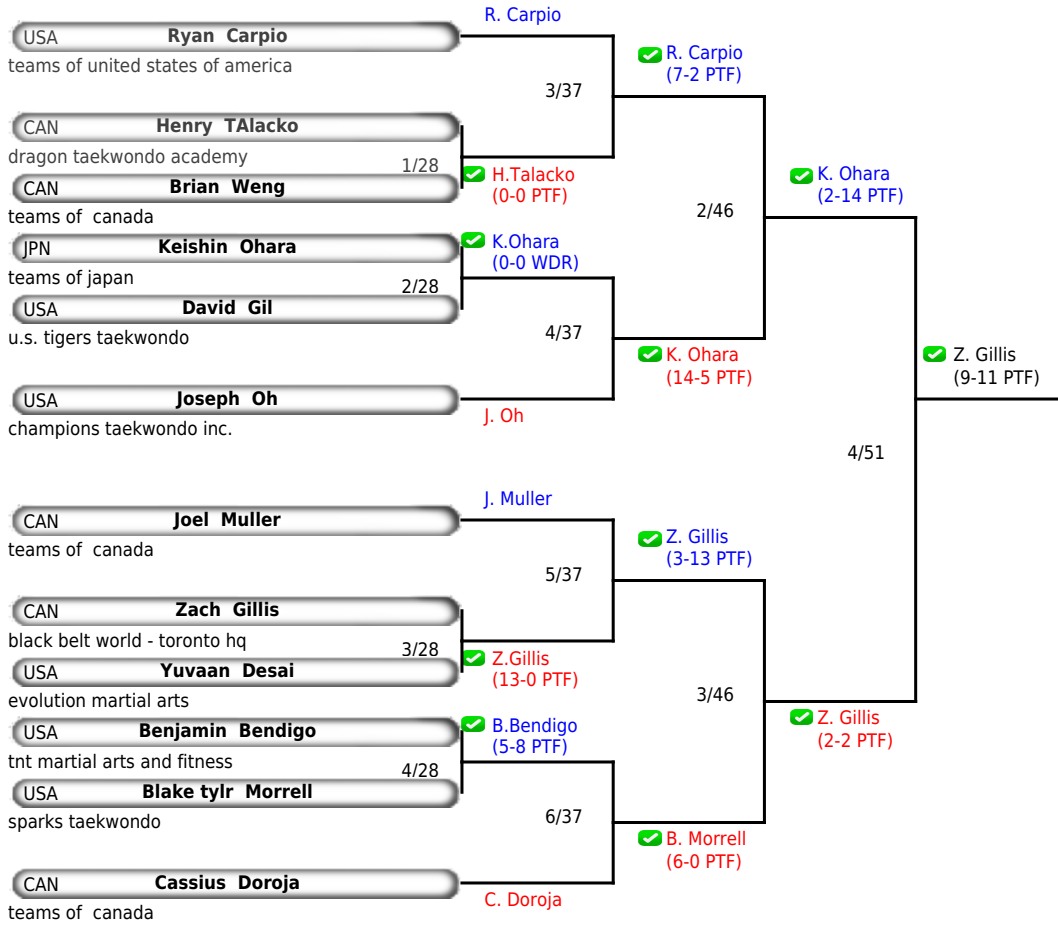 R. Carpio
USA Ryan Carpio
teams of united states of america
R. Carpio
(7-2 PTF)
3/37
CAN Henry TAlacko
dragon taekwondo academy
1/28
H.Talacko
(0-0 PTF)
CAN Brian Weng
teams of canada
K. Ohara
(2-14 PTF)
2/46
JPN Keishin Ohara
teams of japan
K.Ohara
(0-0 WDR)
2/28
USA David Gil
u.s. tigers taekwondo
4/37
K. Ohara
(14-5 PTF)
Z. Gillis
(9-11 PTF)
USA Joseph Oh
champions taekwondo inc.
J. Oh
4/51
J. Muller
CAN Joel Muller
teams of canada
Z. Gillis
(3-13 PTF)
5/37
CAN Zach Gillis
black belt world - toronto hq
3/28
Z.Gillis
(13-0 PTF)
USA Yuvaan Desai
evolution martial arts
3/46
Z. Gillis
(2-2 PTF)
USA Benjamin Bendigo
tnt martial arts and fitness
B.Bendigo
(5-8 PTF)
4/28
USA Blake tylr Morrell
sparks taekwondo
6/37
B. Morrell
(6-0 PTF)
CAN Cassius Doroja
teams of canada
C. Doroja